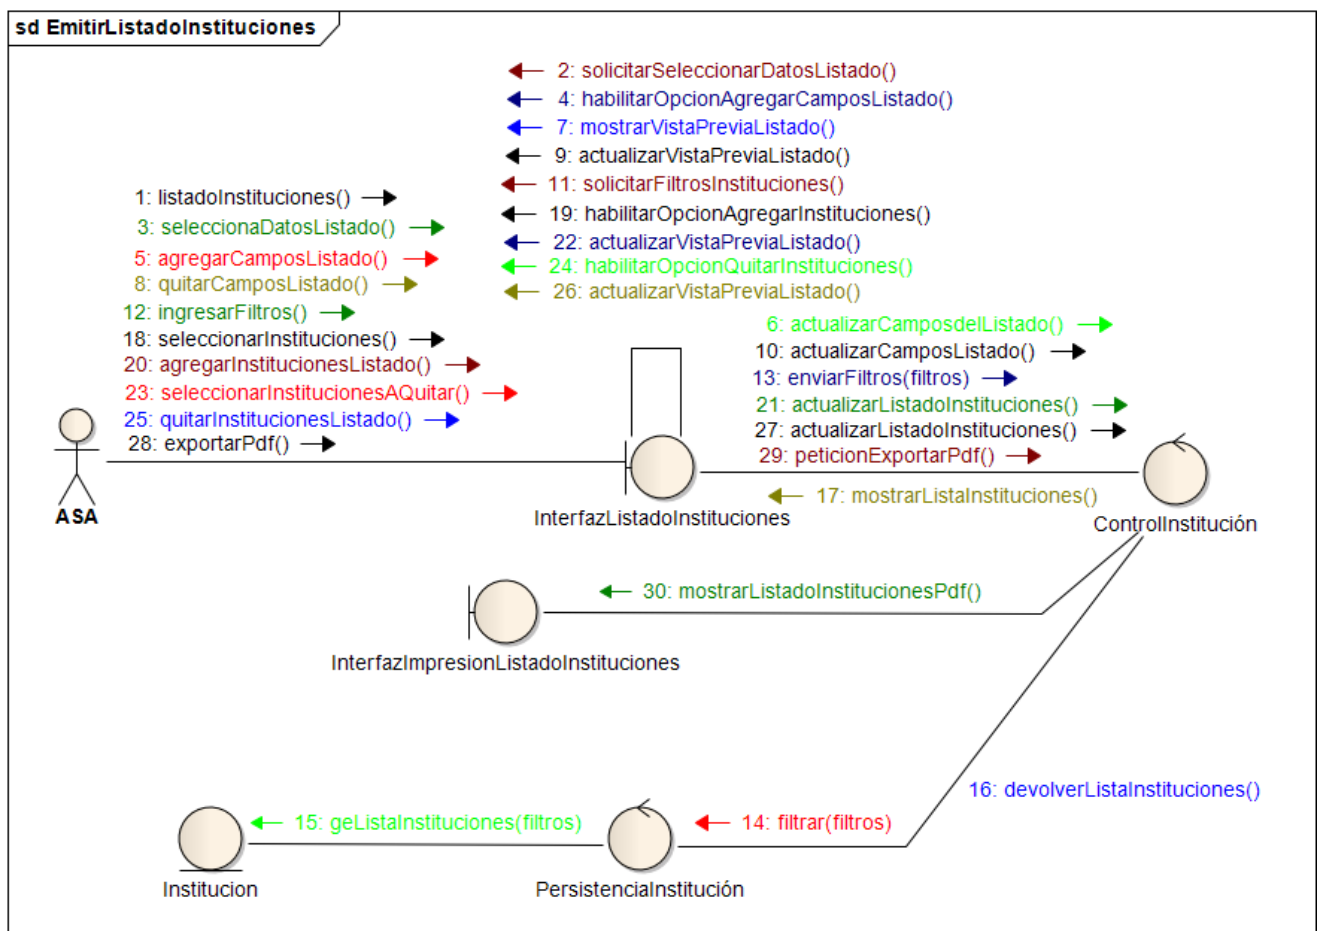 sd EmitirListadoInstituciones
2: solicitarSeleccionarDatosListado()
4: habilitarOpcionAgregarCamposListado()
7: mostrarVistaPreviaListado()
9: actualizarVistaPreviaListado()
11: solicitarFiltrosInstituciones()
19: habilitarOpcionAgregarInstituciones()
22: actualizarVistaPreviaListado()
24: habilitarOpcionQuitarInstituciones()
26: actualizarVistaPreviaListado()
1: listadoInstituciones()
3: seleccionaDatosListado()
5: agregarCamposListado()
8: quitarCamposListado()
12: ingresarFiltros()
18: seleccionarInstituciones()
20: agregarInstitucionesListado()
23: seleccionarInstitucionesAQuitar()
25: quitarInstitucionesListado()
28: exportarPdf()
6: actualizarCamposdelListado()
10: actualizarCamposListado()
13: enviarFiltros(filtros)
21: actualizarListadoInstituciones()
27: actualizarListadoInstituciones()
29: peticionExportarPdf()
17: mostrarListaInstituciones()
ASA
InterfazListadoInstituciones
ControlInstitución
30: mostrarListadoInstitucionesPdf()
InterfazImpresionListadoInstituciones
16: devolverListaInstituciones()
15: geListaInstituciones(filtros)
14: filtrar(filtros)
Institucion
PersistenciaInstitución